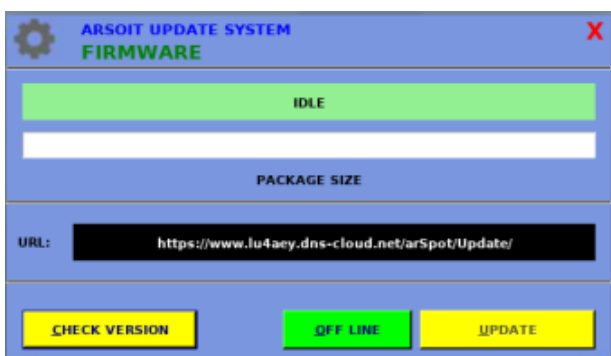 ARSOIT UPDATE SYSTEM
X
FIRMWARE
IDLE
PACKAGE SIZE
URL: https://www.lu4aey.dns-cloud.net/arSpot/Update/
CHECK VERSION OFF LINE UPDATE